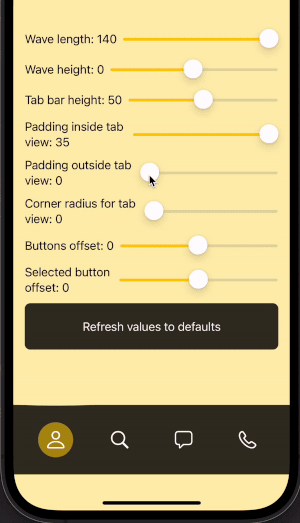 Wave length: 140
Wave height: 0
Tab bar height: 50
Padding inside tab
view: 35
Padding outside tab
view: 0
Corner radius for tab
view: 0
Buttons offset: 0
Selected button
offset: 0
Refresh values to defaults